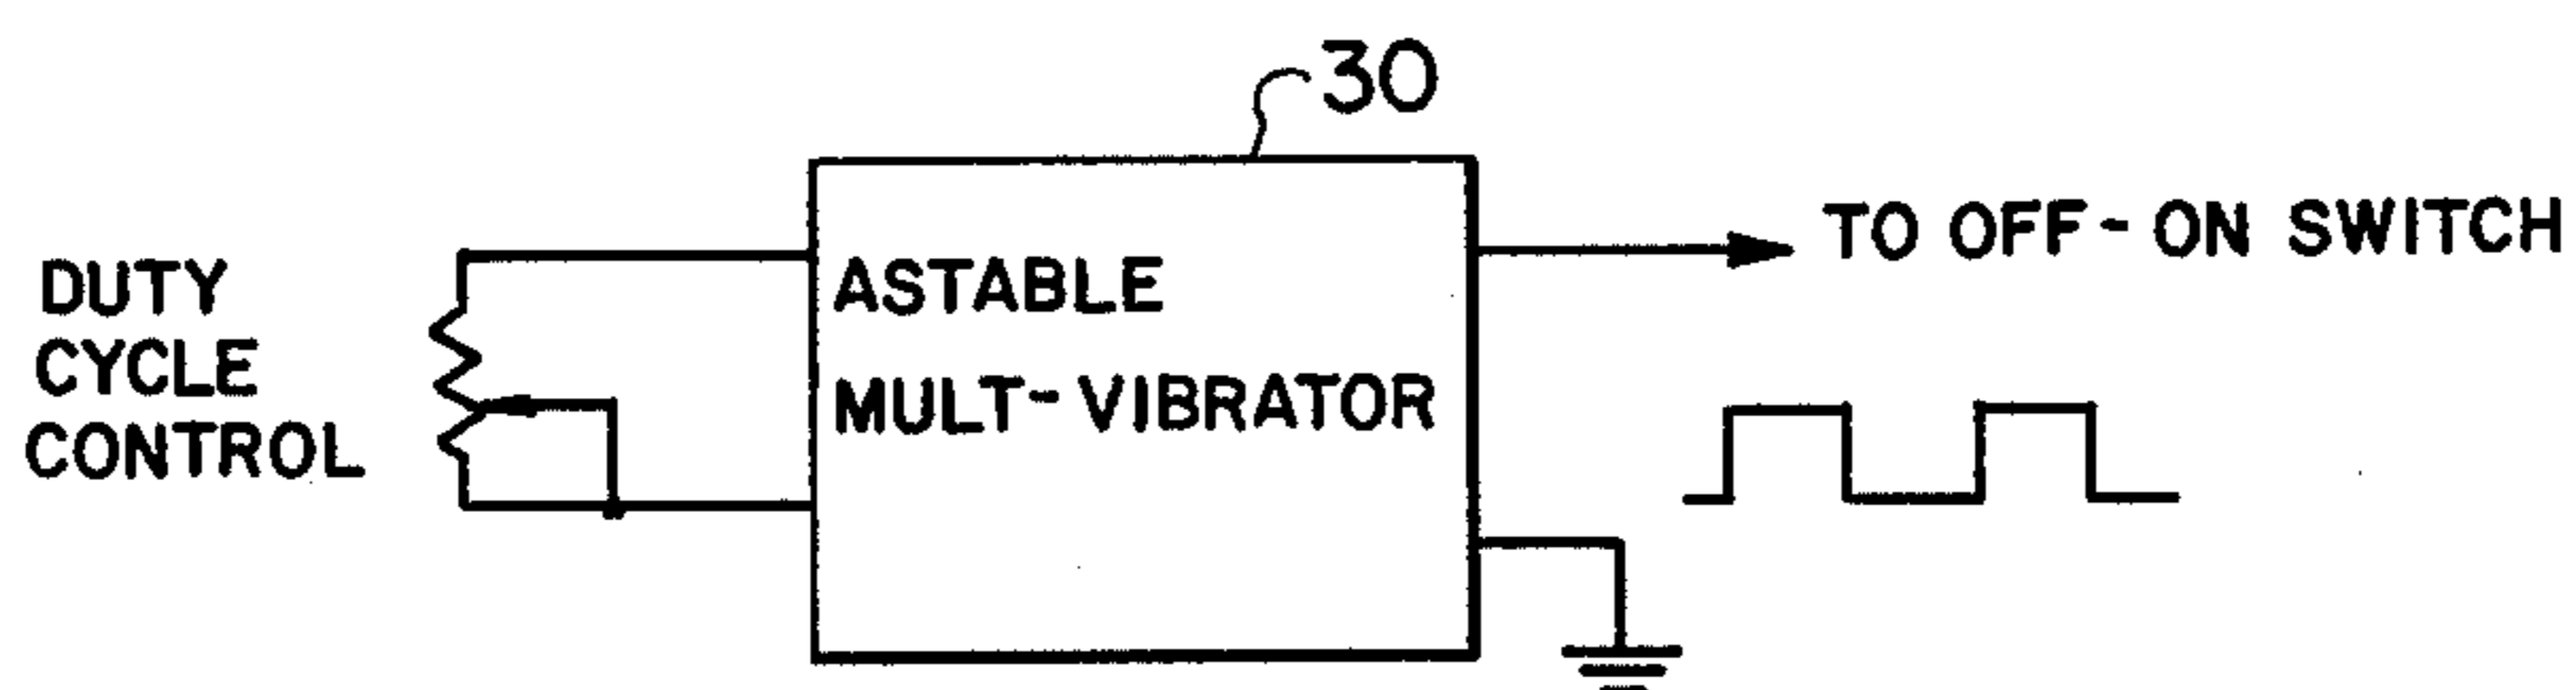 30
DUTY
CYCLE
CONTROL
ASTABLE
MULT-VIBRATOR
TO OFF-ON SWITCH